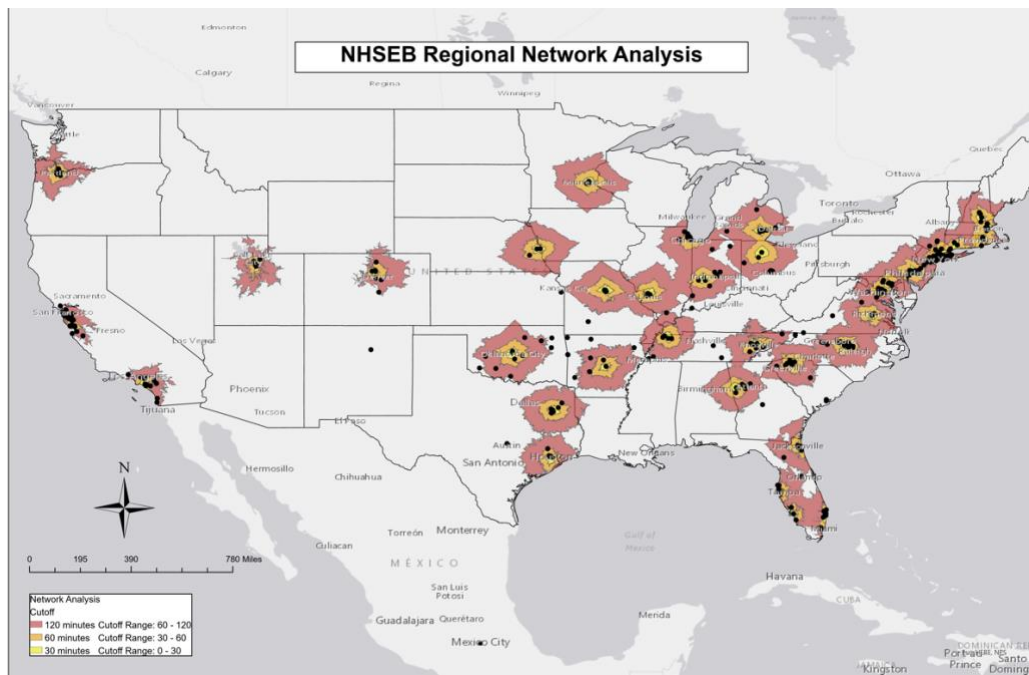 NHSEB Regional Network Analysis
Edmonton
Calgary
Regina
Winnipeg
Vancouver
Quebec
Ottawa
Toronto
Rochester
Buffalo
Albany
Milwaukee
Cleveland
Pittsburgh
Philadelphia
Columbus
Cincinnati
Washington
UNITED STATE
Kansas City
Louisville
Nashville
Sacramento
San Francisco
Fresno
Las Vegas
Tijuana
Phoenix
Tucson
El Paso
Dallas
Austin
San Antonio
Houston
New Orleans
Jacksonville
Orlando
Tampa
Miami
Hermosillo
Chihuahua
Culiacan
Torreón
Monterrey
MÉXICO
San Luis
Potosi
Guadalajara
Querétaro
Mexico City
Merida
Gulf of
Mexico
Havana
CUBA
Kingston
Port-au-
Prince
Santo
Doming
N
0 195 390 780 Miles
Network Analysis
Cutoff
120 minutes Cutoff Range: 60 - 120
60 minutes Cutoff Range: 30 - 60
30 minutes Cutoff Range: 0 - 30